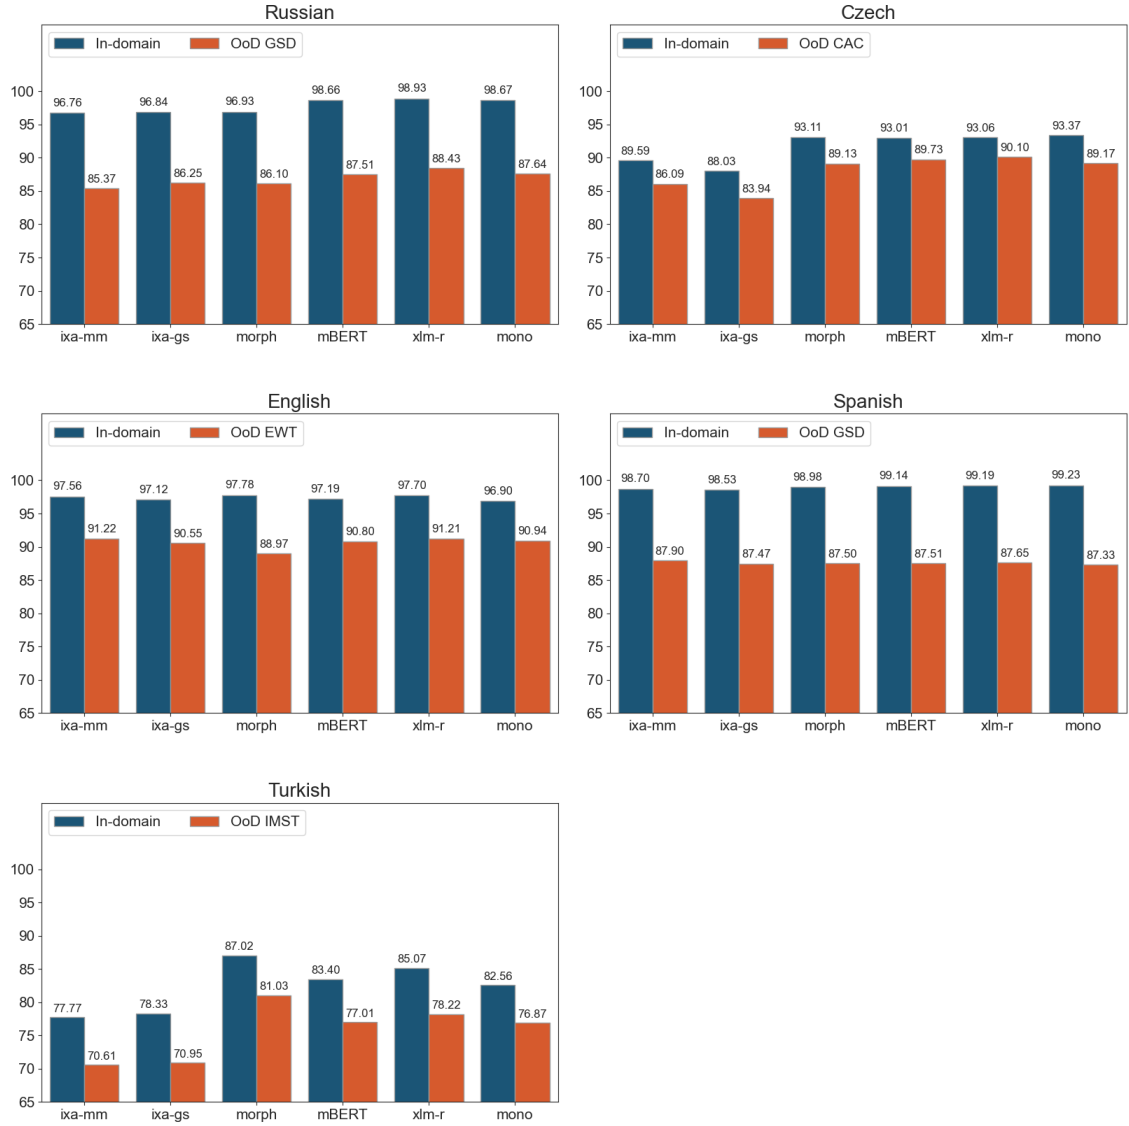 Russian
In-domain OoD GSD
100
95
90
85
80
75
70
65
96.76 85.37 96.84 86.25 96.93 86.10 98.66 87.51 98.93 88.43 98.67 87.64
ixa-mm ixa-gs morph mBERT xlm-r mono
Czech
In-domain OoD CAC
100
95
90
85
80
75
70
65
89.59 86.09 88.03 83.94 93.11 89.13 93.01 89.73 93.06 90.10 93.37 89.17
ixa-mm ixa-gs morph mBERT xlm-r mono
English
In-domain OoD EWT
100
95
90
85
80
75
70
65
97.56 91.22 97.12 90.55 97.78 88.97 97.19 90.80 97.70 91.21 96.90 90.94
ixa-mm ixa-gs morph mBERT xlm-r mono
Spanish
In-domain OoD GSD
100
95
90
85
80
75
70
65
98.70 87.90 98.53 87.47 98.98 87.50 99.14 87.51 99.19 87.65 99.23 87.33
ixa-mm ixa-gs morph mBERT xlm-r mono
Turkish
In-domain OoD IMST
100
95
90
85
80
75
70
65
77.77 70.61 78.33 70.95 87.02 81.03 83.40 77.01 85.07 78.22 82.56 76.87
ixa-mm ixa-gs morph mBERT xlm-r mono